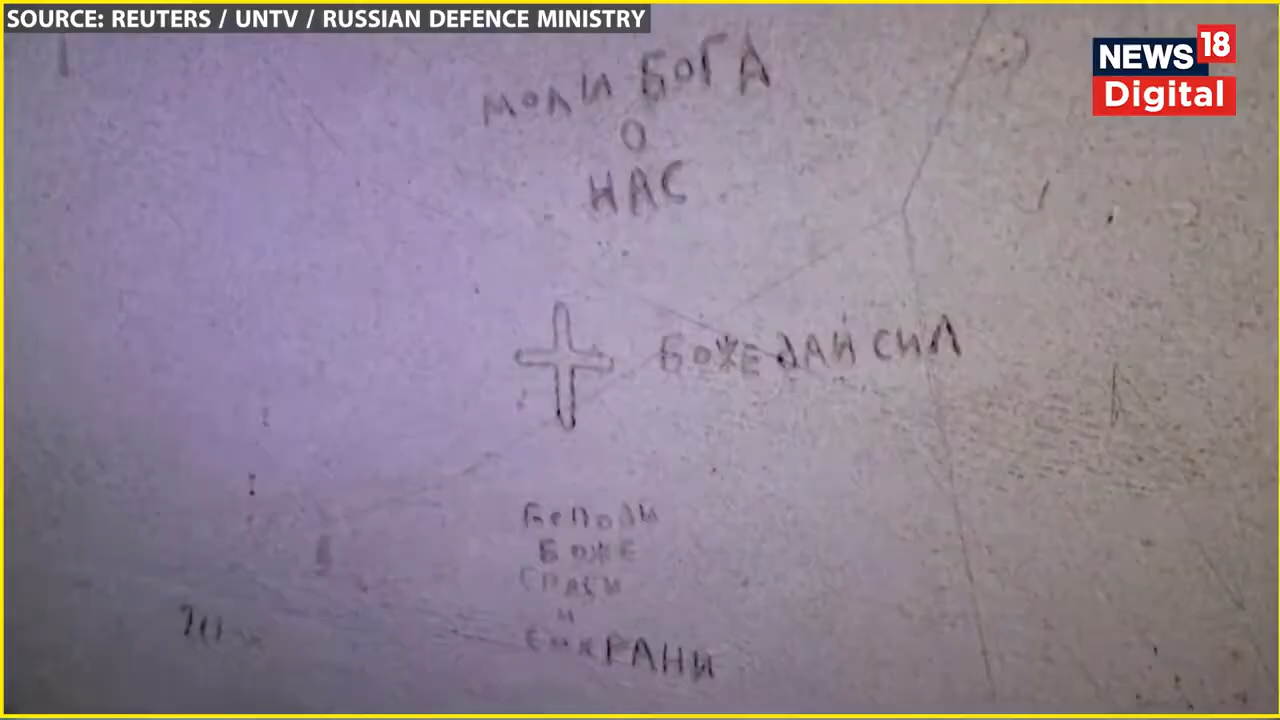 SOURCE: REUTERS / UNTV / RUSSIAN DEFENCE MINISTRY
NEWS 18
Digital
МОЛИ БОГА
О
НАС
БОЖЕ ДАЙ СИЛ
БОЖЕ
СПАСИ
И
СОХРАНИ